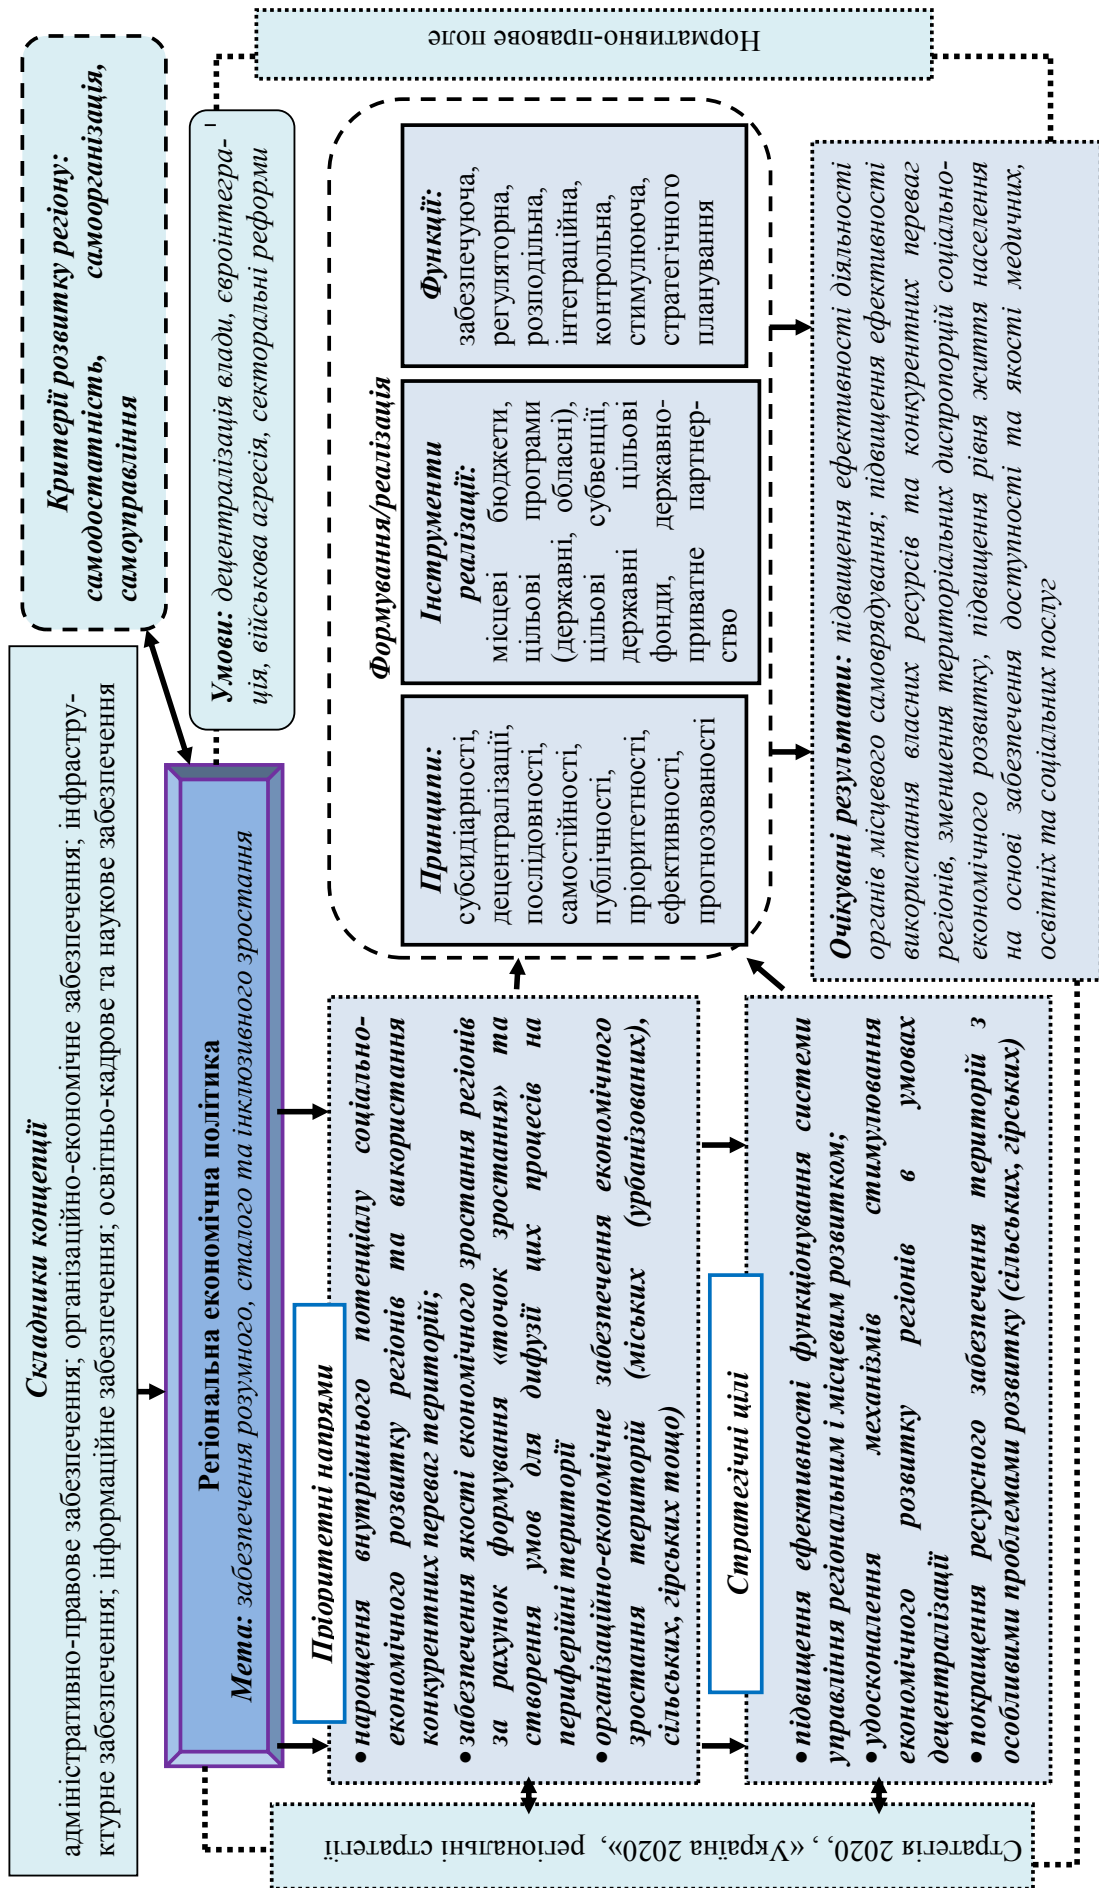 Складники концепції
адміністративно-правове забезпечення; організаційно-економічне забезпечення; інфрастру-
ктурне забезпечення; інформаційне забезпечення; освітньо-кадрове та наукове забезпечення
Критерії розвитку регіону:
самодостатність, самоорганізація,
самоуправління
Регіональна економічна політика
Мета: забезпечення розумного, сталого та інклюзивного зростання
Умови: децентралізація влади, євроінтегра-
ція, військова агресія, секторальні реформи
Пріоритетні напрями
• нарощення внутрішнього потенціалу соціально-
економічного розвитку регіонів та використання
конкурентних переваг територій;
• забезпечення якості економічного зростання регіонів
за рахунок формування «точок зростання» та
створення умов для дифузії цих процесів на
периферійні території
• організаційно-економічне забезпечення економічного
зростання територій (міських (урбанізованих),
сільських, гірських тощо)
Стратегічні цілі
• підвищення ефективності функціонування системи
управління регіональним і місцевим розвитком;
• удосконалення механізмів стимулювання
економічного розвитку регіонів в умовах
децентралізації
• покращення ресурсного забезпечення територій з
особливими проблемами розвитку (сільських, гірських)
Формування/реалізація
Принципи:
субсидіарності,
децентралізації,
послідовності,
самостійності,
публічності,
пріоритетності,
ефективності,
прогнозованості
Інструменти
реалізації:
місцеві бюджети,
цільові програми
(державні, обласні),
цільові субвенції,
державні цільові
фонди, державно-
приватне партнер-
ство
Функції:
забезпечуюча,
регуляторна,
розподільна,
інтеграційна,
контрольна,
стимулююча,
стратегічного
планування
Очікувані результати: підвищення ефективності діяльності
органів місцевого самоврядування; підвищення ефективності
використання власних ресурсів та конкурентних переваг
регіонів, зменшення територіальних диспропорцій соціально-
економічного розвитку, підвищення рівня життя населення
на основі забезпечення доступності та якості медичних,
освітніх та соціальних послуг
Стратегія 2020,, «Україна 2020», регіональні стратегії
Нормативно-правове поле